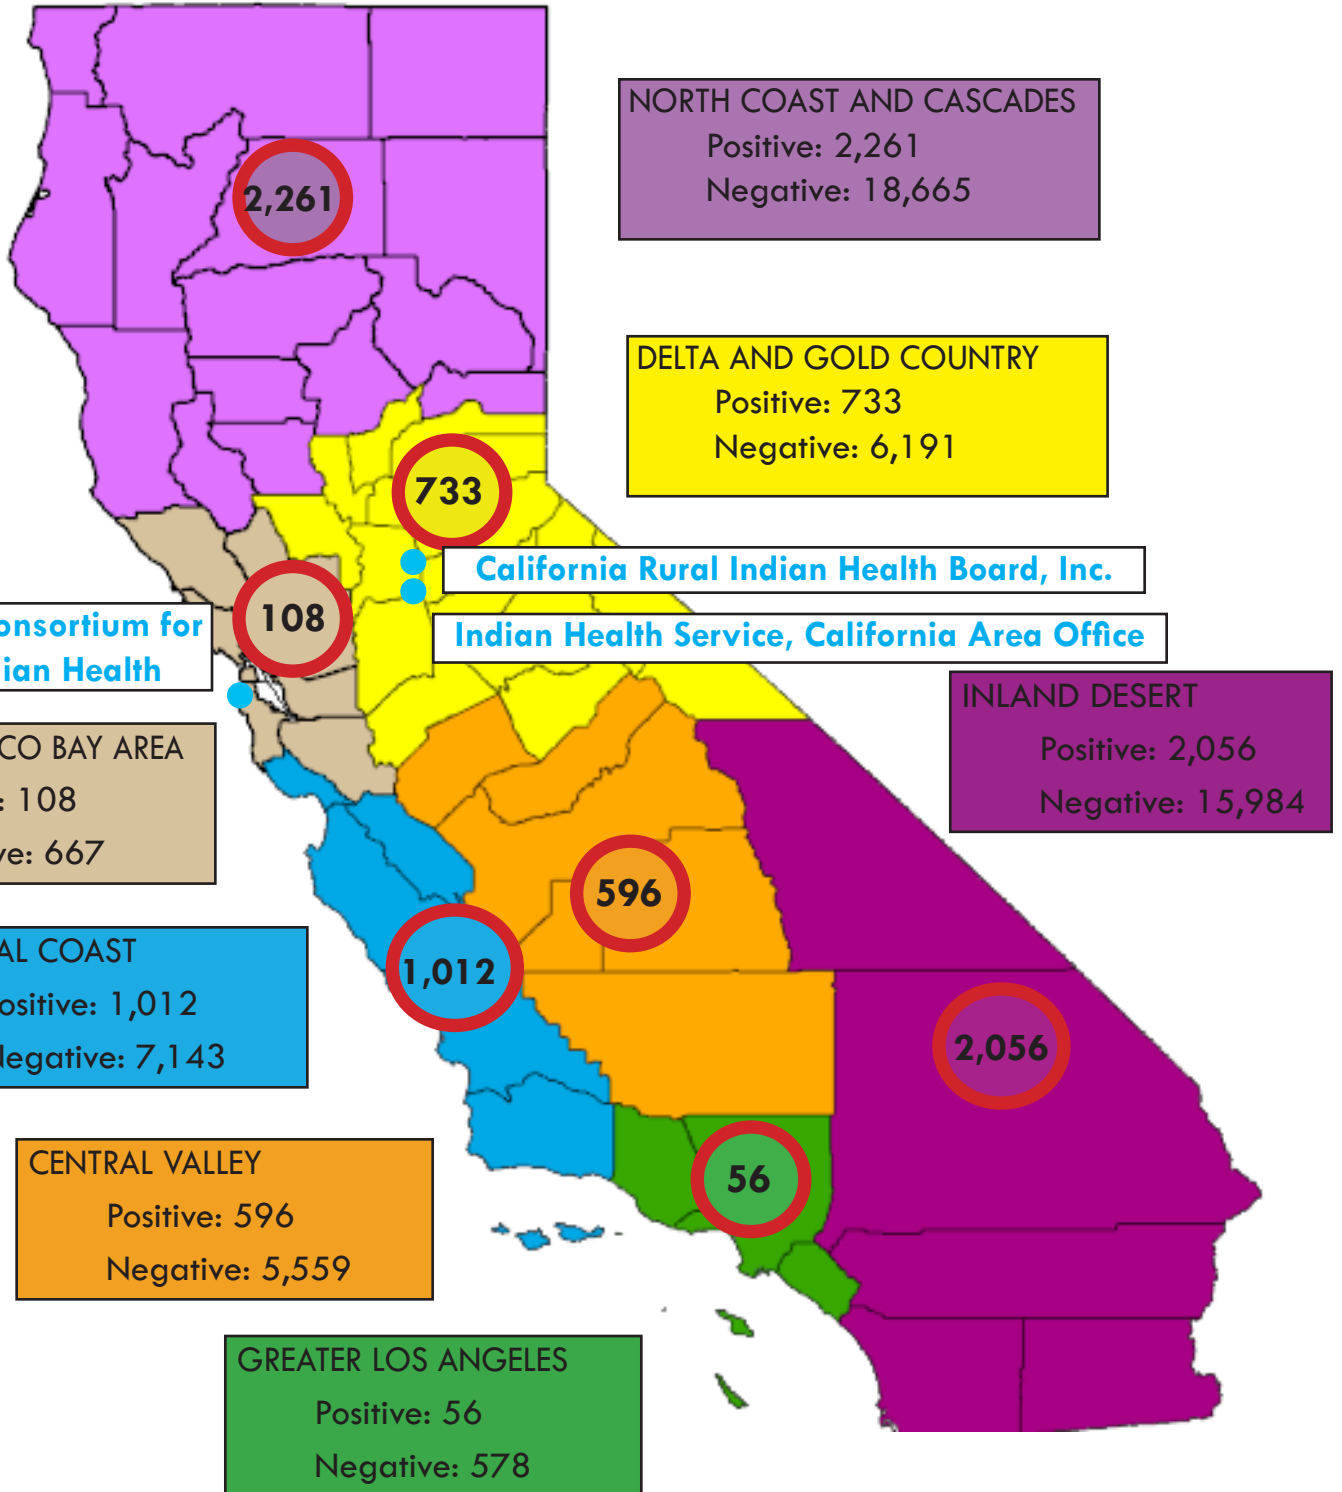 NORTH COAST AND CASCADES
Positive: 2,261
Negative: 18,665
2,261
DELTA AND GOLD COUNTRY
Positive: 733
Negative: 6,191
733
California Rural Indian Health Board, Inc.
108
onsortium for
ian Health
Indian Health Service, California Area Office
INLAND DESERT
Positive: 2,056
Negative: 15,984
CO BAY AREA
: 108
ve: 667
596
AL COAST
ositive: 1,012
egative: 7,143
1,012
2,056
CENTRAL VALLEY
Positive: 596
Negative: 5,559
56
GREATER LOS ANGELES
Positive: 56
Negative: 578